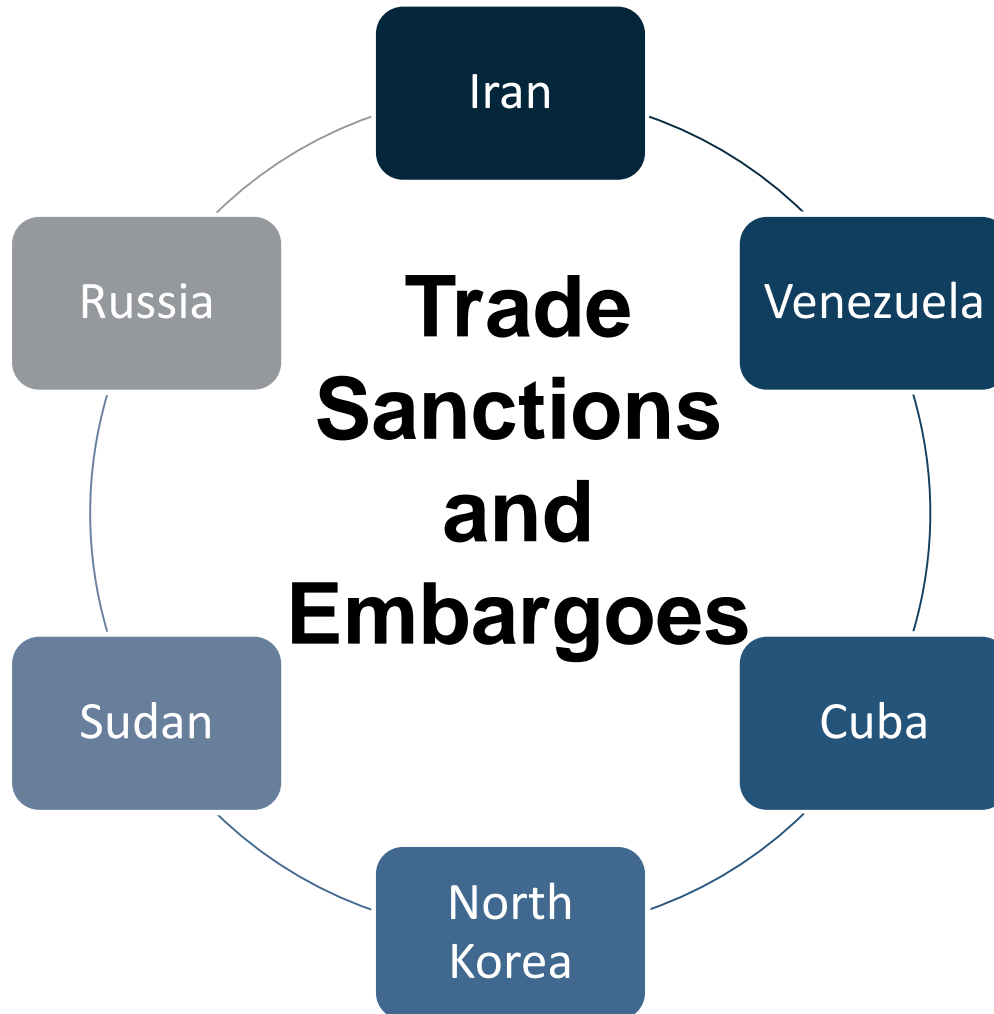 Iran
Russia
Venezuela
Trade
Sanctions
and
Embargoes
Sudan
Cuba
North
Korea